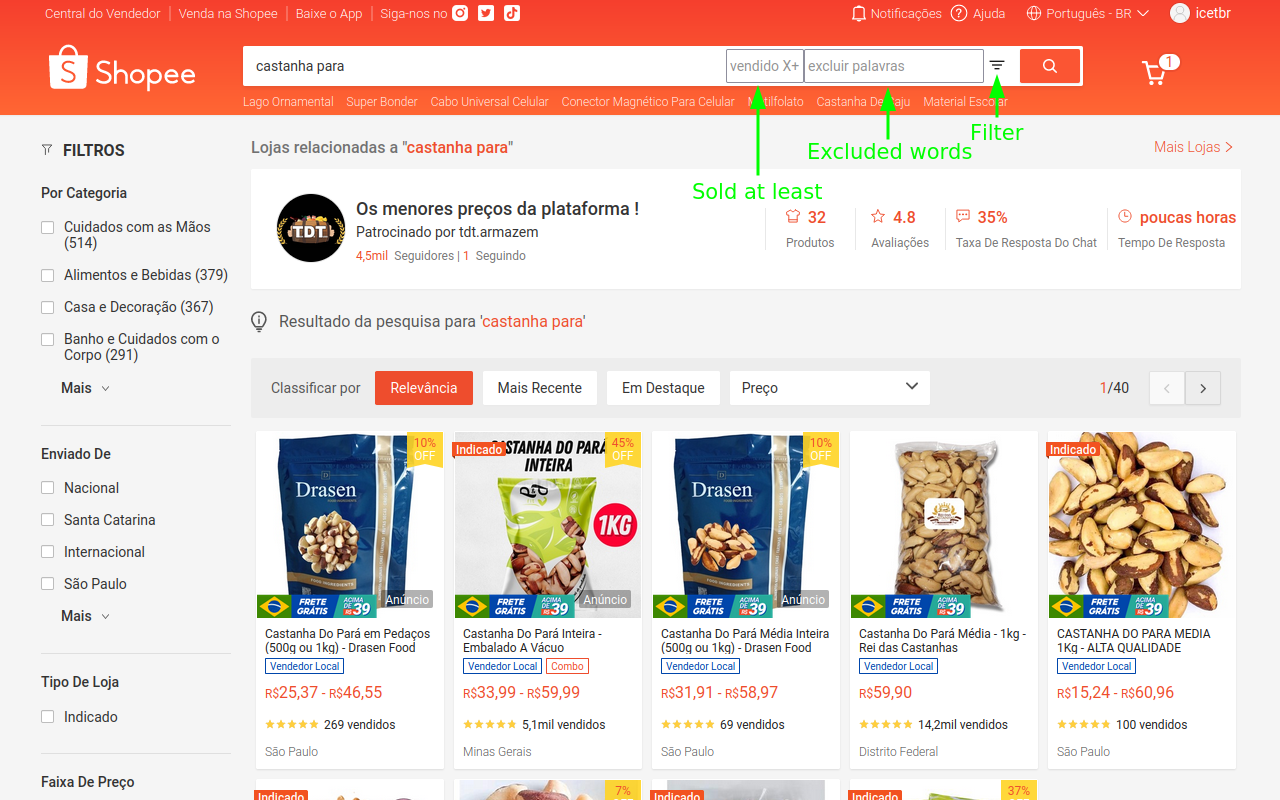 Central do Vendedor | Venda na Shopee | Baixe o App | Siga-nos no
Notificações Ajuda Português - BR icetbr
Shopee
castanha para vendido X+ excluir palavras
1
Lago Ornamental Super Bonder Cabo Universal Celular Conector Magnético Para Celular Castanha De Caju Material Escolar
Filter
Excluded words
Sold at least
FILTROS
Por Categoria
Cuidados com as Mãos
(514)
Alimentos e Bebidas (379)
Casa e Decoração (367)
Banho e Cuidados com o
Corpo (291)
Mais
Enviado De
Nacional
Santa Catarina
Internacional
São Paulo
Mais
Tipo De Loja
Indicado
Faixa De Preço
Lojas relacionadas a "castanha para"
Mais Lojas
TDT
Os menores preços da plataforma !
Patrocinado por tdt.armazem
4,5mil Seguidores | 1 Seguindo
32
Produtos
4.8
Avaliações
35%
Taxa De Resposta Do Chat
poucas horas
Tempo De Resposta
Resultado da pesquisa para 'castanha para'
Classificar por Relevância Mais Recente Em Destaque Preço 1/40
10%
OFF
Drasen
FRETE GRÁTIS ACIMA DE R$39
Anúncio
Castanha Do Pará em Pedaços
(500g ou 1kg) - Drasen Food
Vendedor Local
R$25,37 - R$46,55
269 vendidos
São Paulo
Indicado
45%
OFF
CASTANHA DO PARÁ
INTEIRA
1KG
FRETE GRÁTIS ACIMA DE R$39
Anúncio
Castanha Do Pará Inteira -
Embalado A Vácuo
Vendedor Local Combo
R$33,99 - R$59,99
5,1mil vendidos
Minas Gerais
10%
OFF
Drasen
FRETE GRÁTIS ACIMA DE R$39
Anúncio
Castanha Do Pará Média Inteira
(500g ou 1kg) - Drasen Food
Vendedor Local
R$31,91 - R$58,97
69 vendidos
São Paulo
FRETE GRÁTIS ACIMA DE R$39
Castanha Do Pará Média - 1kg -
Rei das Castanhas
Vendedor Local
R$59,90
14,2mil vendidos
Distrito Federal
Indicado
FRETE GRÁTIS ACIMA DE R$39
CASTANHA DO PARA MEDIA
1Kg - ALTA QUALIDADE
Vendedor Local
R$15,24 - R$60,96
100 vendidos
São Paulo
Indicado
7%
Indicado
Indicado
37%